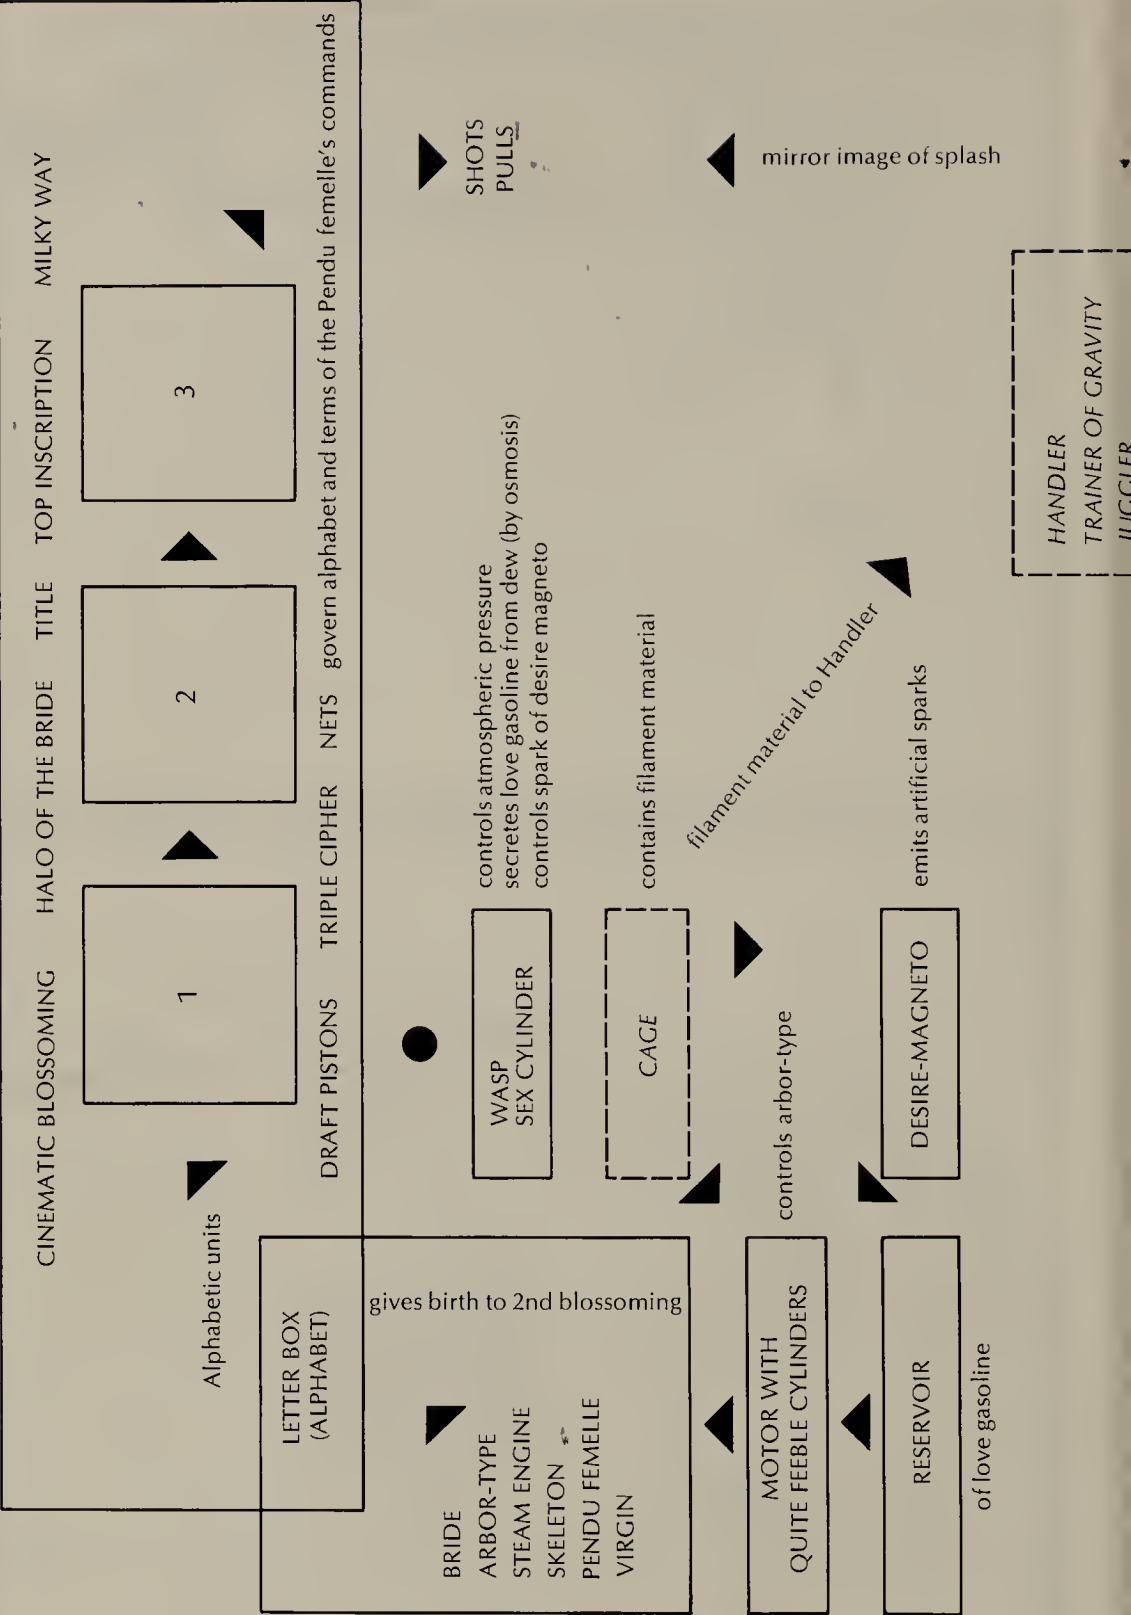 CINEMATIC BLOSSOMING
HALO OF THE BRIDE
TITLE
TOP INSCRIPTION
MILKY WAY
1
2
3
Alphabetic units
DRAFT PISTONS
TRIPLE CIPHER
NETS
govern alphabet and terms of the Pendu femelle's commands
LETTER BOX
(ALPHABET)
gives birth to 2nd blossoming
BRIDE
ARBOR-TYPE
STEAM ENGINE
SKELETON
PENDU FEMELLE
VIRGIN
WASP
SEX CYLINDER
controls atmospheric pressure
secretes love gasoline from dew (by osmosis)
controls spark of desire magneto
SHOTS
PULLS
CAGE
contains filament material
filament material to Handler
mirror image of splash
MOTOR WITH
QUITE FEEBLE CYLINDERS
controls arbor-type
RESERVOIR
of love gasoline
DESIRE-MAGNETO
emits artificial sparks
HANDLER
TRAINER OF GRAVITY
JUGGLER